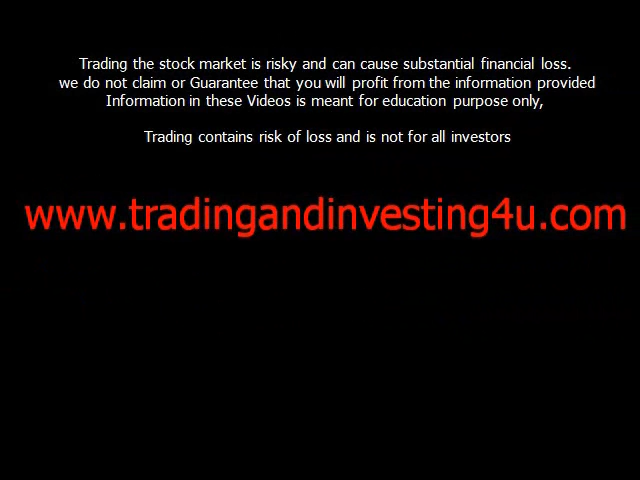 Trading the stock market is risky and can cause substantial financial loss.
we do not claim or Guarantee that you will profit from the information provided
Information in these Videos is meant for education purpose only,
Trading contains risk of loss and is not for all investors
www.tradingandinvesting4u.com